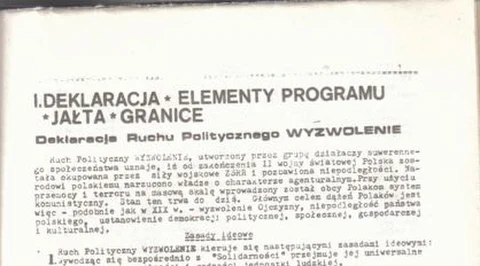 I.DEKLARACJA * ELEMENTY PROGRAMU
*JAŁTA * GRANICE
Deklaracja Ruchu Politycznego WYZWOLENIE
Ruch Polityczny WYZWOLENIE, utworzony przez grupę działaczy suwerenne-
go społeczeństwa uznaje, iż od zakończenia II wojny światowej Polska zos-
tała okupowana przez siły wojskowe ZSRR i pozbawiona niepodległości. Na-
rodowi polskiemu narzucono władze o charakterze agenturalnym. Przy użyciu
przemocy i terroru na masową skalę wprowadzony został obcy Polakom system
komunistyczny. Stan ten trwa do dziś. Głównym celem dążeń Polaków jest
więc - podobnie jak w XIX w. - wyzwolenie Ojczyzny, niepodległość państwa
polskiego, ustanowienie demokracji politycznej, społecznej, gospodarczej
i kulturalnej.
Zasady ideowe
Ruch Polityczny WYZWOLENIE kieruje się następującymi zasadami ideowymi:
1. wywodząc się bezpośrednio z "Solidarności" przejmuje jej uniwersalne
jednostki ludzkiej.